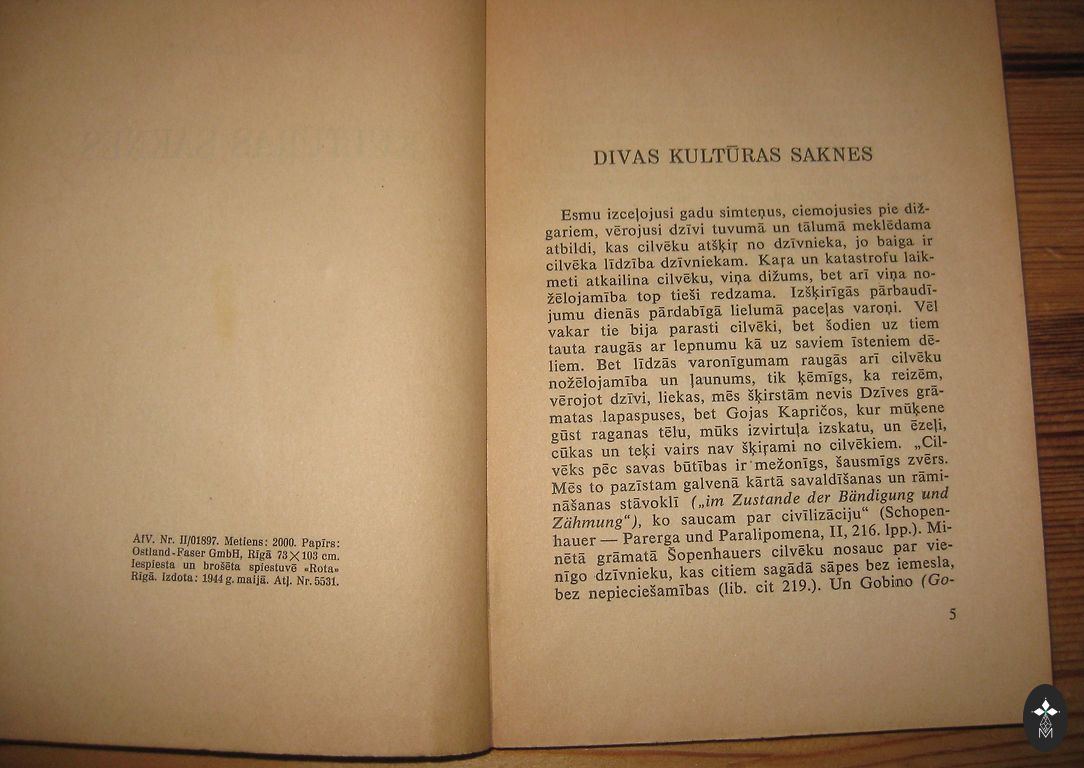 AfV. Nr. II/01897. Metiens: 2000. Papīrs:
Ostland-Faser GmbH, Rīgā 73×103 cm.
Iespiesta un brošēta spiestuvē «Rota»
Rīgā. Izdota: 1944 g. maijā. Atļ. Nr. 5531.
DIVAS KULTŪRAS SAKNES
Esmu izceļojusi gadu simteņus, ciemojusies pie diž-
gariem, vērojusi dzīvi tuvumā un tālumā meklēdama
atbildi, kas cilvēku atšķiŗ no dzīvnieka, jo baiga ir
cilvēka līdzība dzīvniekam. Kaŗa un katastrofu laik-
meti atkailina cilvēku, viņa dižums, bet arī viņa no-
žēlojamība top tieši redzama. Izšķirīgās pārbaudī-
jumu dienās pārdabīgā lielumā paceļas varoņi. Vēl
vakar tie bija parasti cilvēki, bet šodien uz tiem
tauta raugās ar lepnumu kā uz saviem īsteniem dē-
liem. Bet līdzās varonīgumam raugās arī cilvēku
nožēlojamība un ļaunums, tik ķēmīgs, ka reizēm,
vērojot dzīvi, liekas, mēs šķirstām nevis Dzīves grā-
matas lapaspuses, bet Gojas Kapričos, kur mūķene
gūst raganas tēlu, mūks izvirtuļa izskatu, un ēzeļi,
cūkas un teķi vairs nav šķiŗami no cilvēkiem. „Cil-
vēks pēc savas būtības ir mežonīgs, šausmīgs zvērs.
Mēs to pazīstam galvenā kārtā savaldīšanas un rāmi-
nāšanas stāvoklī („im Zustande der Bändigung und
Zähmung“), ko saucam par cīvīlizāciju“ (Schopen-
hauer — Parerga und Paralipomena, II, 216. lpp.). Mi-
nētā grāmatā Šopenhauers cilvēku nosauc par vie-
nīgo dzīvnieku, kas citiem sagādā sāpes bez iemesla,
bez nepieciešamības (lib. cit 219.). Un Gobino (Go-
5
M